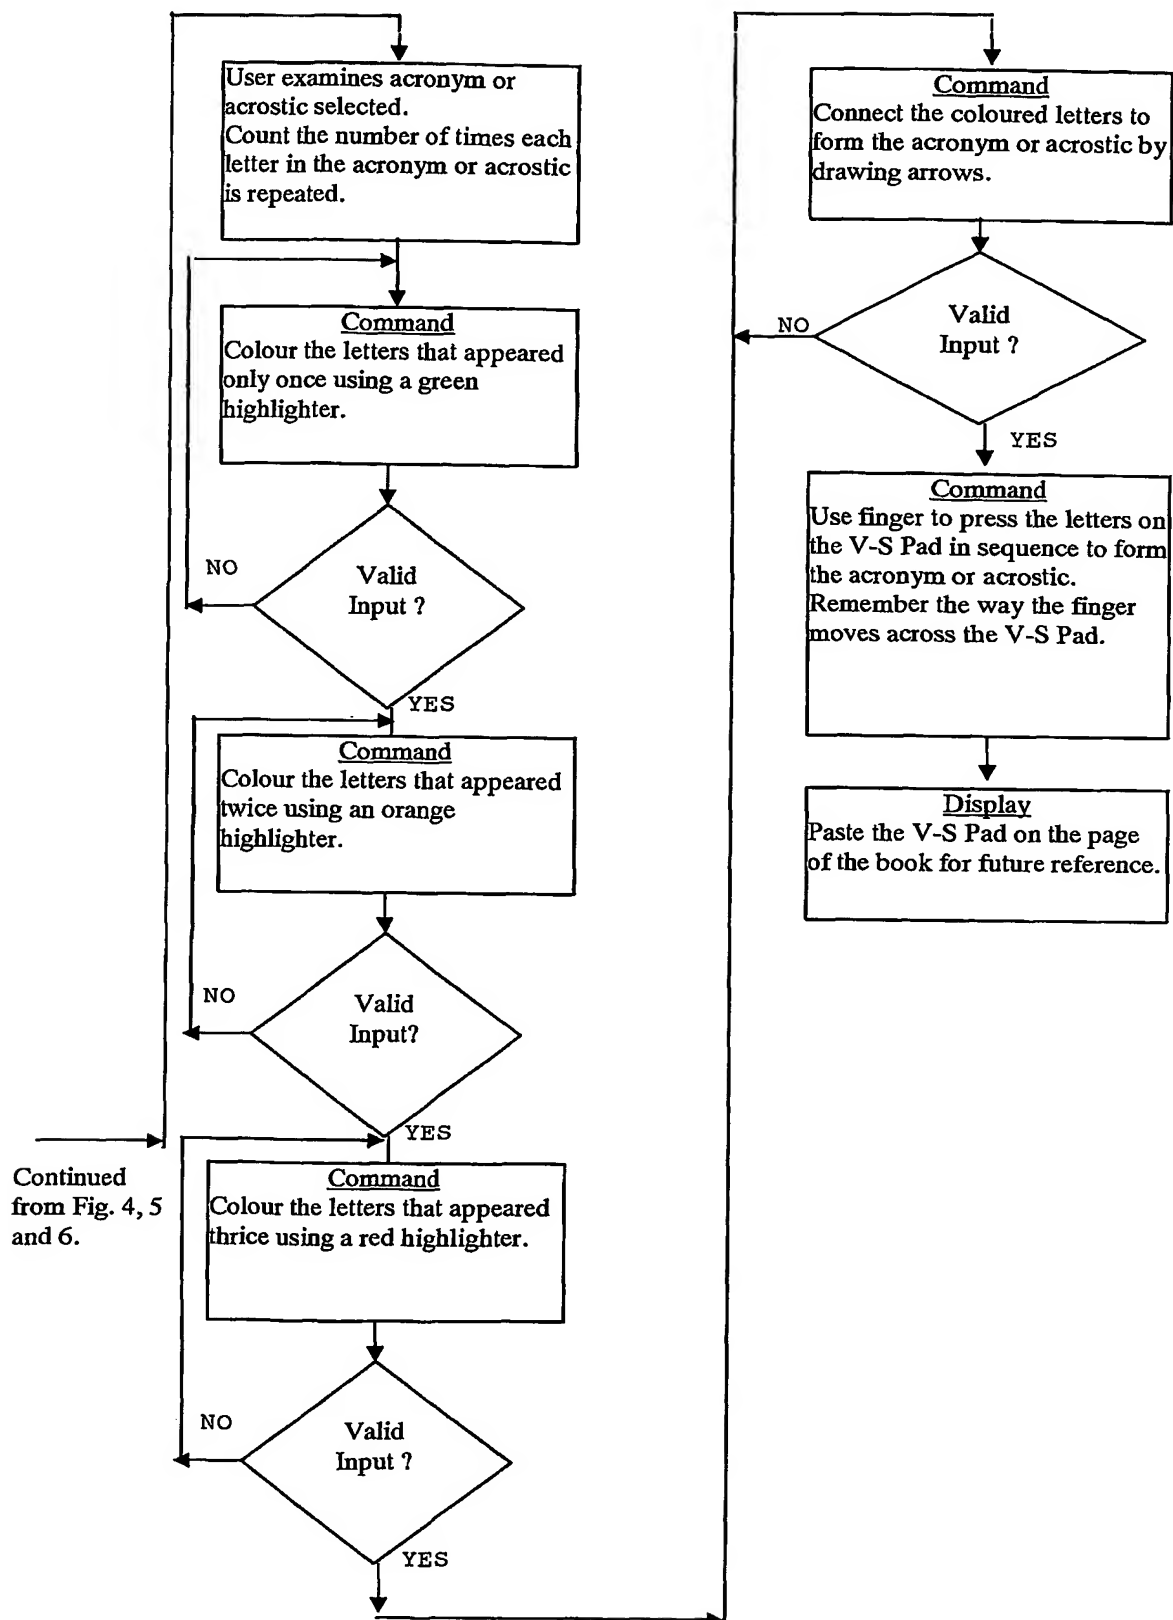 User examines acronym or
acrostic selected.
Count the number of times each
letter in the acronym or acrostic
is repeated.
Command
Colour the letters that appeared
only once using a green
highlighter.
NO
Valid
Input ?
YES
Command
Colour the letters that appeared
twice using an orange
highlighter.
NO
Valid
Input?
YES
Continued
from Fig. 4, 5
and 6.
Command
Colour the letters that appeared
thrice using a red highlighter.
NO
Valid
Input ?
YES
Command
Connect the coloured letters to
form the acronym or acrostic by
drawing arrows.
NO
Valid
Input ?
YES
Command
Use finger to press the letters on
the V-S Pad in sequence to form
the acronym or acrostic.
Remember the way the finger
moves across the V-S Pad.
Display
Paste the V-S Pad on the page
of the book for future reference.